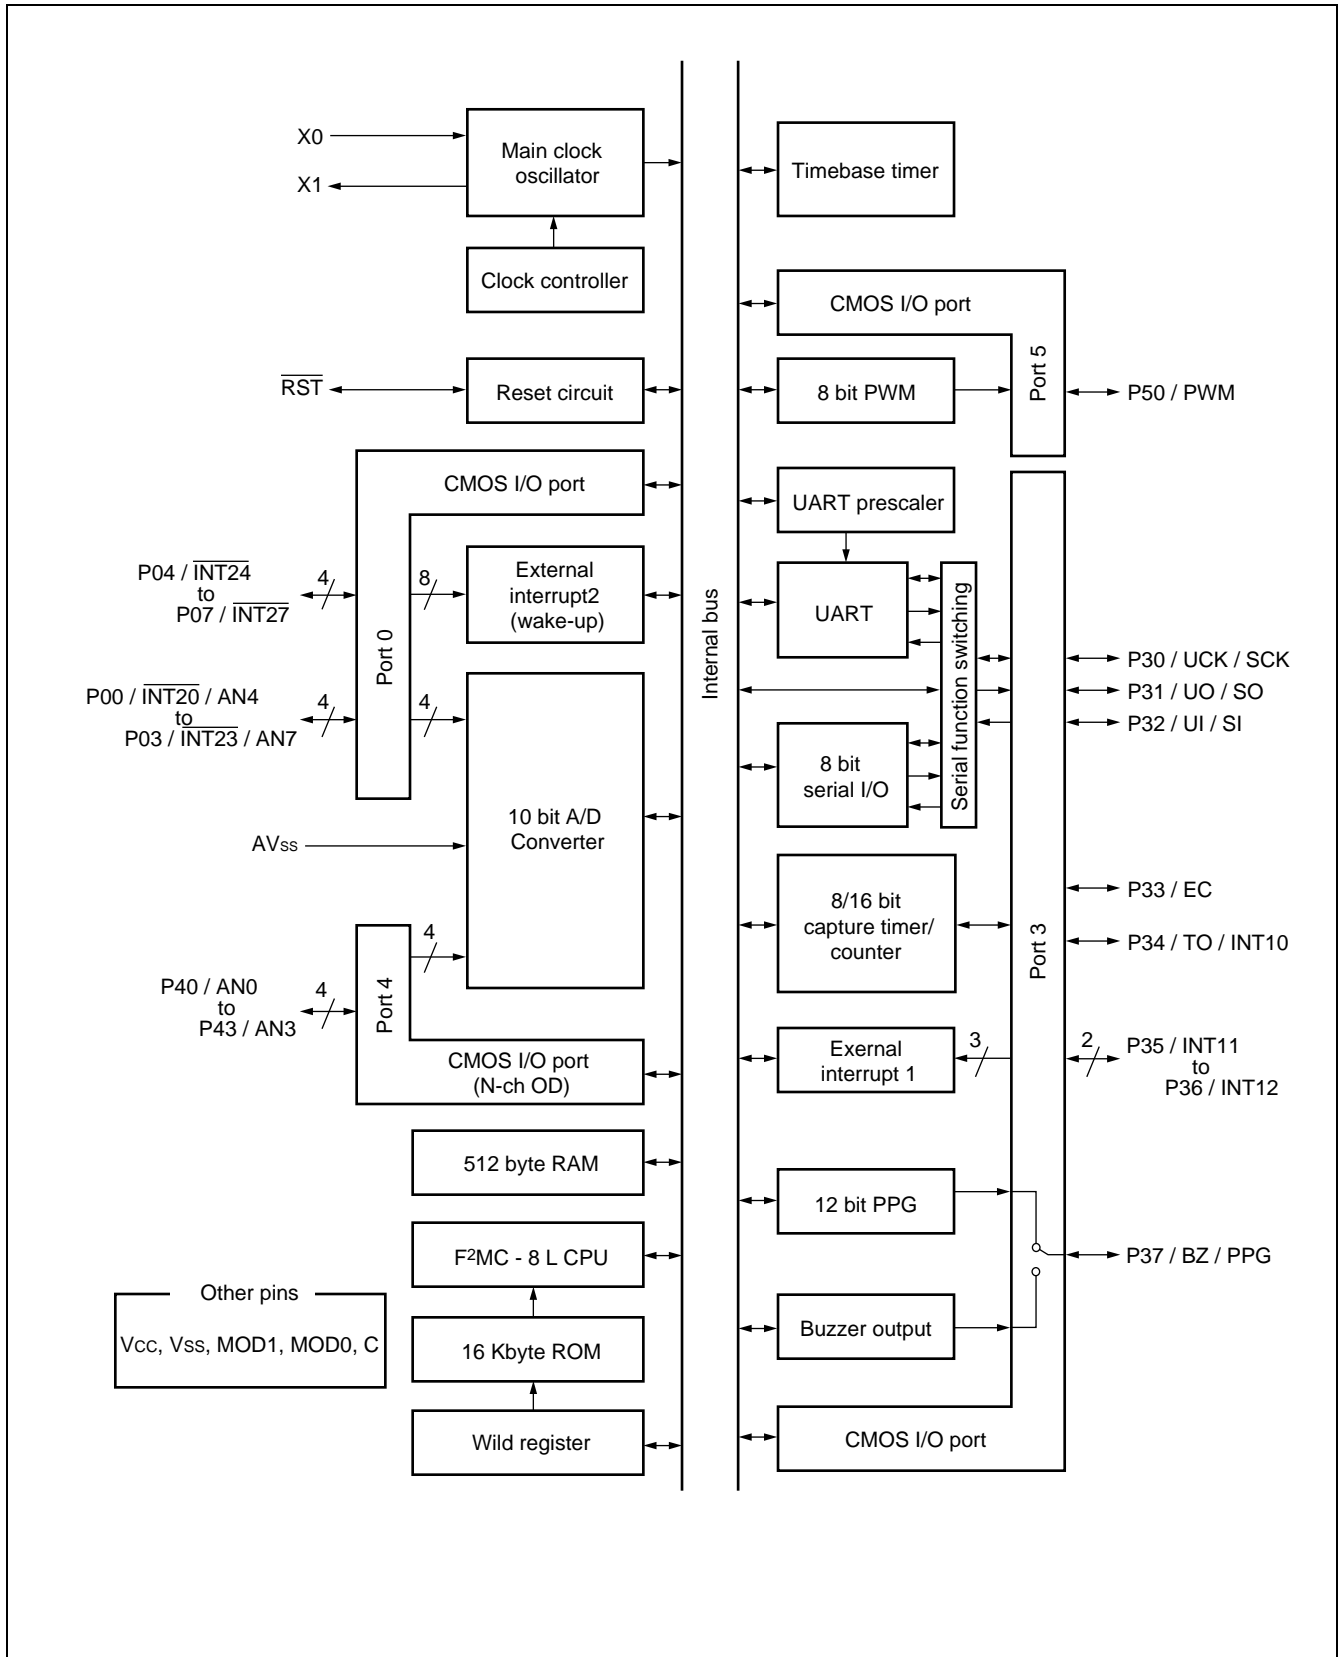 X0
X1
Main clock
oscillator
Clock controller
RST
Reset circuit
CMOS I/O port
Port 0
P04 / INT24
to
P07 / INT27
4
8
External
interrupt2
(wake-up)
P00 / INT20 / AN4
to
P03 / INT23 / AN7
4
4
10 bit A/D
Converter
AVss
P40 / AN0
to
P43 / AN3
4
4
Port 4
CMOS I/O port
(N-ch OD)
512 byte RAM
F2MC - 8 L CPU
16 Kbyte ROM
Wild register
Other pins
Vcc, Vss, MOD1, MOD0, C
Internal bus
Timebase timer
CMOS I/O port
Port 5
8 bit PWM
P50 / PWM
UART prescaler
UART
Serial function switching
8 bit
serial I/O
P30 / UCK / SCK
P31 / UO / SO
P32 / UI / SI
8/16 bit
capture timer/
counter
Port 3
P33 / EC
P34 / TO / INT10
Exernal
interrupt 1
3
2
P35 / INT11
to
P36 / INT12
12 bit PPG
P37 / BZ / PPG
Buzzer output
CMOS I/O port